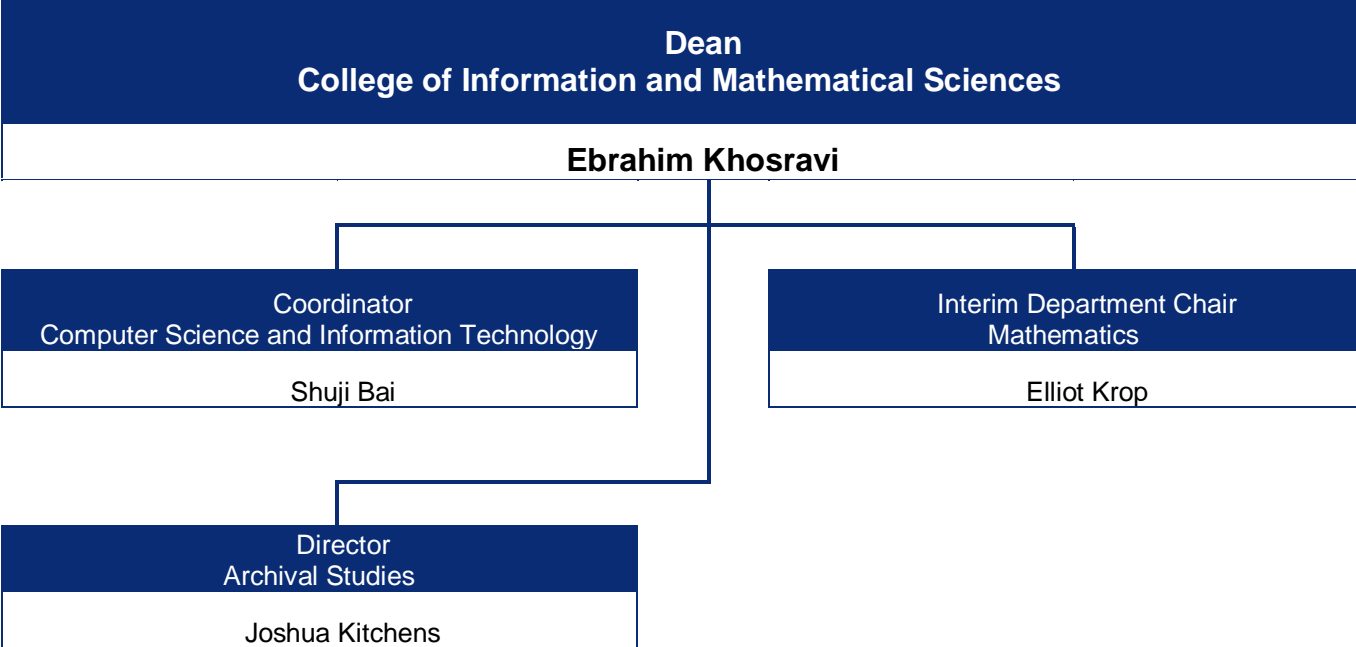 Dean
College of Information and Mathematical Sciences
Ebrahim Khosravi
Coordinator
Computer Science and Information Technology
Shuji Bai
Interim Department Chair
Mathematics
Elliot Krop
Director
Archival Studies
Joshua Kitchens